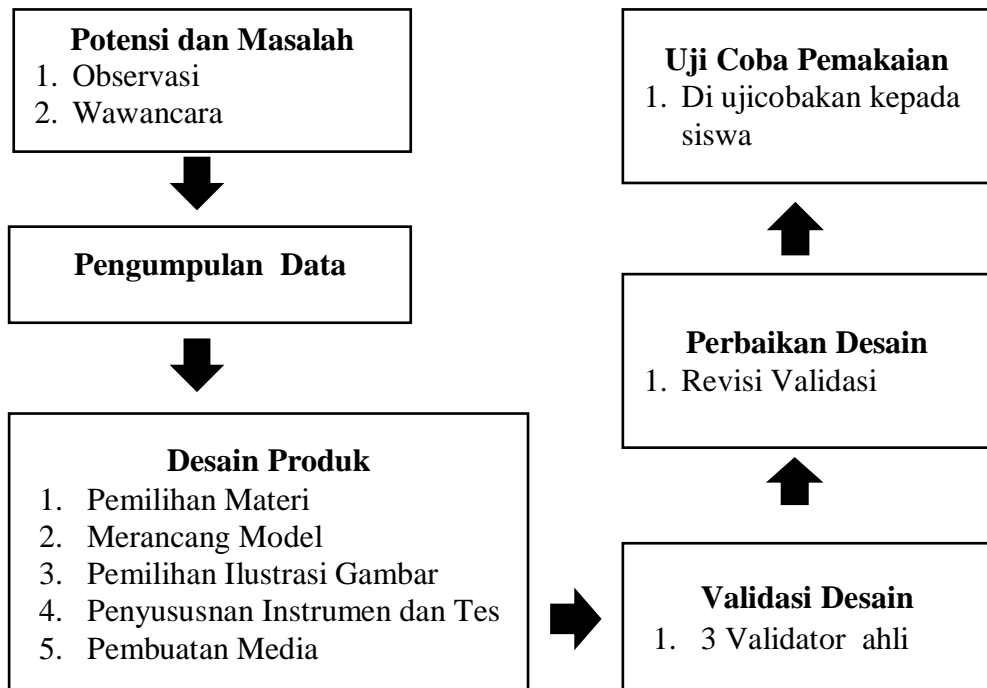 Potensi dan Masalah
1. Observasi
2. Wawancara
Pengumpulan Data
Desain Produk
1. Pemilihan Materi
2. Merancang Model
3. Pemilihan Ilustrasi Gambar
4. Penyususnan Instrumen dan Tes
5. Pembuatan Media
Validasi Desain
1. 3 Validator ahli
Perbaikan Desain
1. Revisi Validasi
Uji Coba Pemakaian
1. Di ujicobakan kepada
siswa